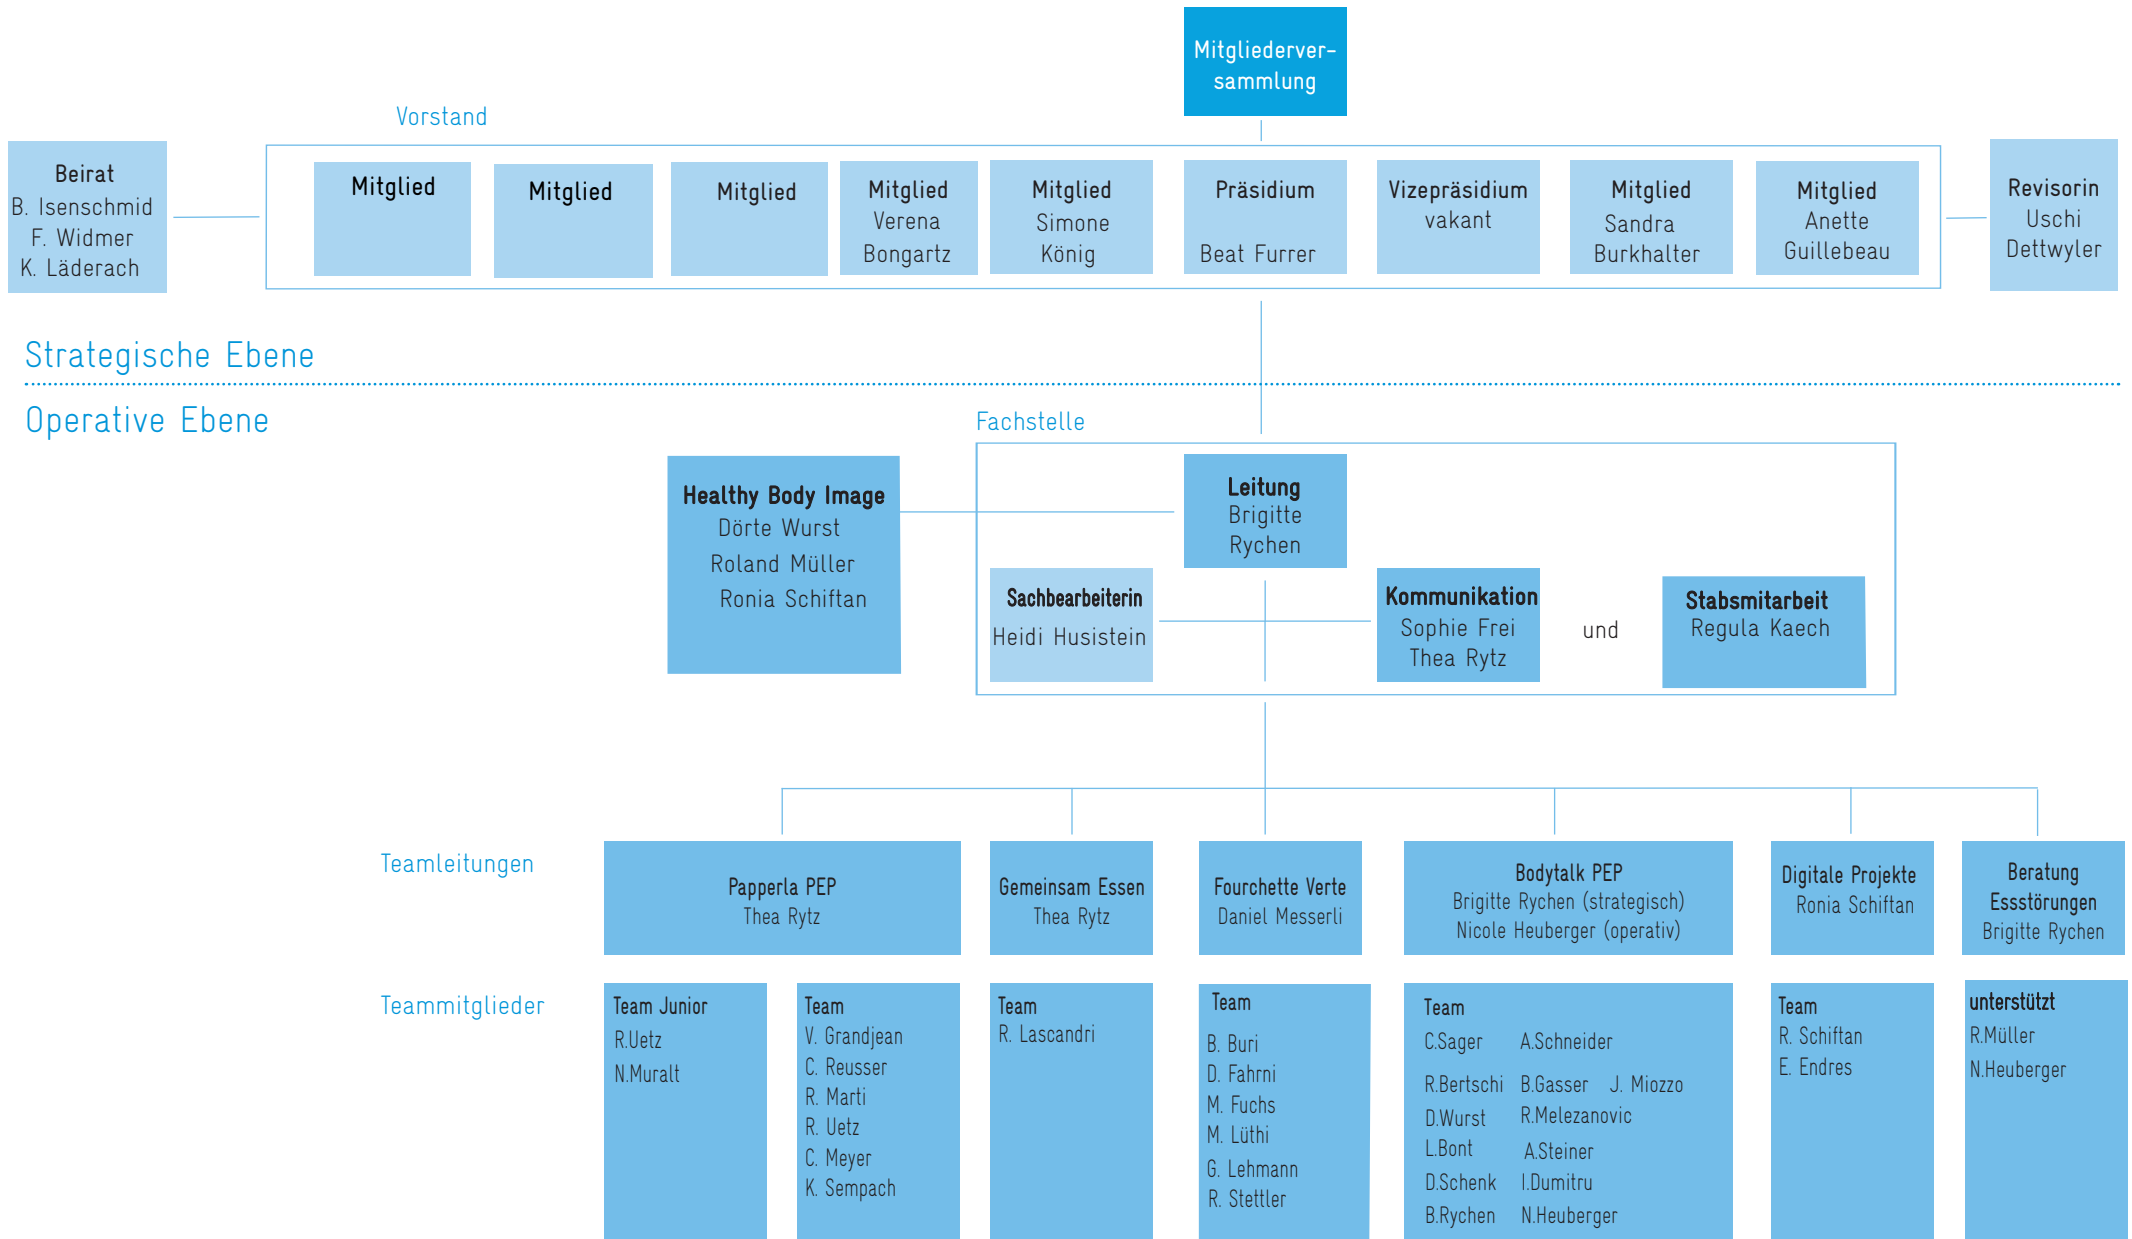 Mitgliederver-
sammlung
Vorstand
Beirat
B. Isenschmid
F. Widmer
K. Läderach
Mitglied
Mitglied
Mitglied
Mitglied
Verena
Bongartz
Mitglied
Simone
König
Präsidium
Beat Furrer
Vizepräsidium
vakant
Mitglied
Sandra
Burkhalter
Mitglied
Anette
Guillebeau
Revisorin
Uschi
Dettwyler
Strategische Ebene
Operative Ebene
Fachstelle
Healthy Body Image
Dörte Wurst
Roland Müller
Ronia Schiftan
Leitung
Brigitte
Rychen
Sachbearbeiterin
Heidi Husistein
Kommunikation
Sophie Frei
Thea Rytz
und
Stabsmitarbeit
Regula Kaech
Teamleitungen
Papperla PEP
Thea Rytz
Gemeinsam Essen
Thea Rytz
Fourchette Verte
Daniel Messerli
Bodytalk PEP
Brigitte Rychen (strategisch)
Nicole Heuberger (operativ)
Digitale Projekte
Ronia Schiftan
Beratung
Essstörungen
Brigitte Rychen
Teammitglieder
Team Junior
R.Uetz
N.Muralt
Team
V. Grandjean
C. Reusser
R. Marti
R. Uetz
C. Meyer
K. Sempach
Team
R. Lascandri
Team
B. Buri
D. Fahrni
M. Fuchs
M. Lüthi
G. Lehmann
R. Stettler
Team
C.Sager A.Schneider
R.Bertschi B.Gasser J. Miozzo
D.Wurst R.Melezanovic
L.Bont A.Steiner
D.Schenk I.Dumitru
B.Rychen N.Heuberger
Team
R. Schiftan
E. Endres
unterstützt
R.Müller
N.Heuberger